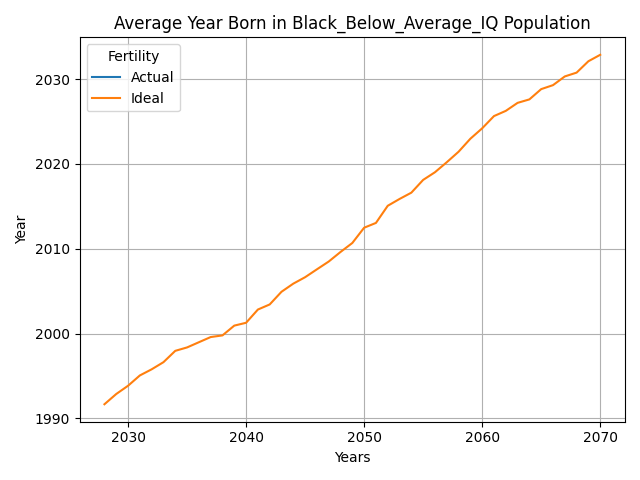 Average Year Born in Black_Below_Average_IQ Population
Fertility
Actual
Ideal
2030
2020
2010
2000
1990
Year
2030 2040 2050 2060 2070
Years